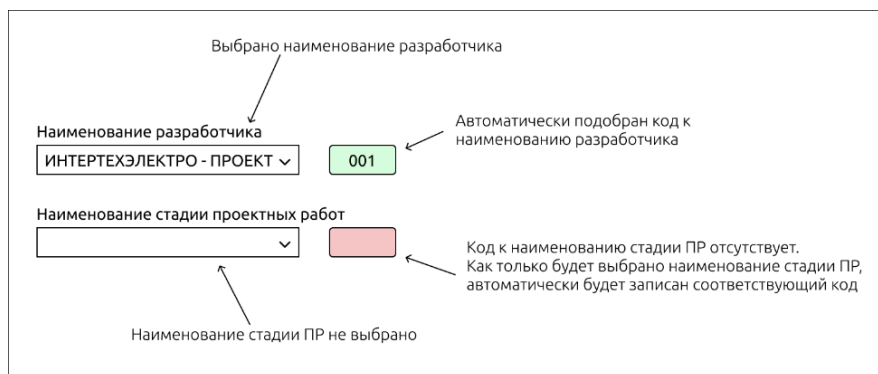 Выбрано наименование разработчика
Автоматически подобран код к
наименованию разработчика
Наименование разработчика
ИНТЕРТЕХЭЛЕКТРО - ПРОЕКТ
001
Наименование стадии проектных работ
Код к наименованию стадии ПР отсутствует.
Как только будет выбрано наименование стадии ПР,
автоматически будет записан соответствующий код
Наименование стадии ПР не выбрано